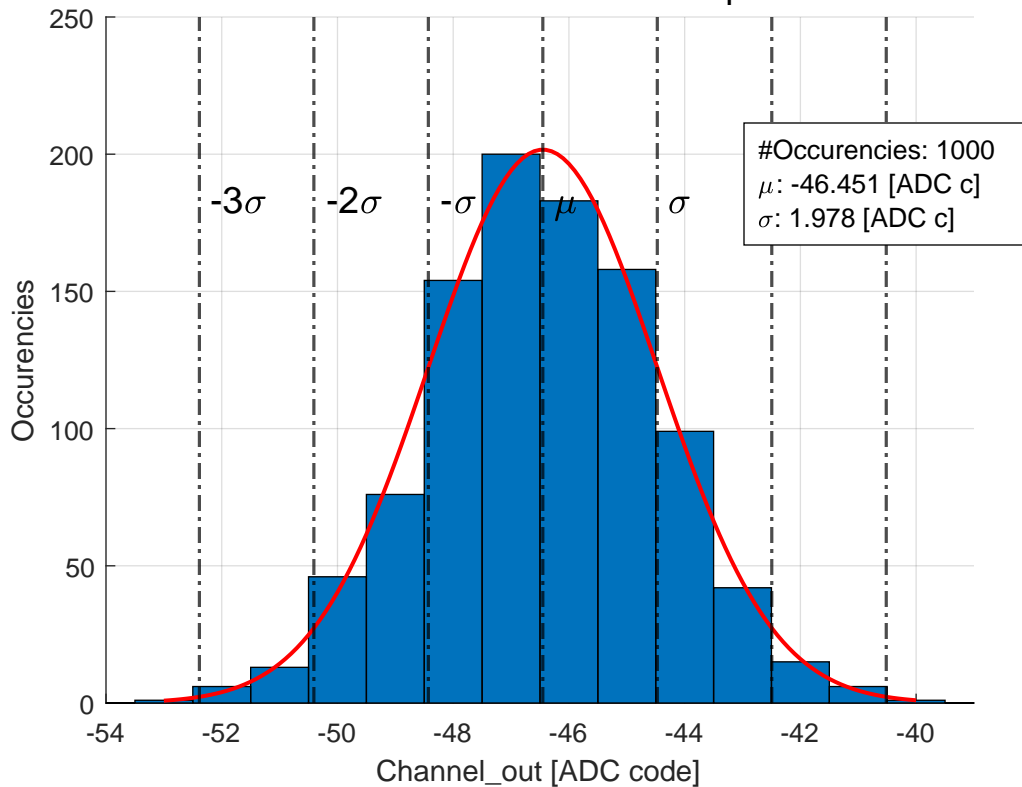 250
200
150
100
50
0
Occurencies
#Occurencies: 1000
μ: -46.451 [ADC c]
σ: 1.978 [ADC c]
-3σ -2σ -σ μ σ
-54 -52 -50 -48 -46 -44 -42 -40
Channel_out [ADC code]